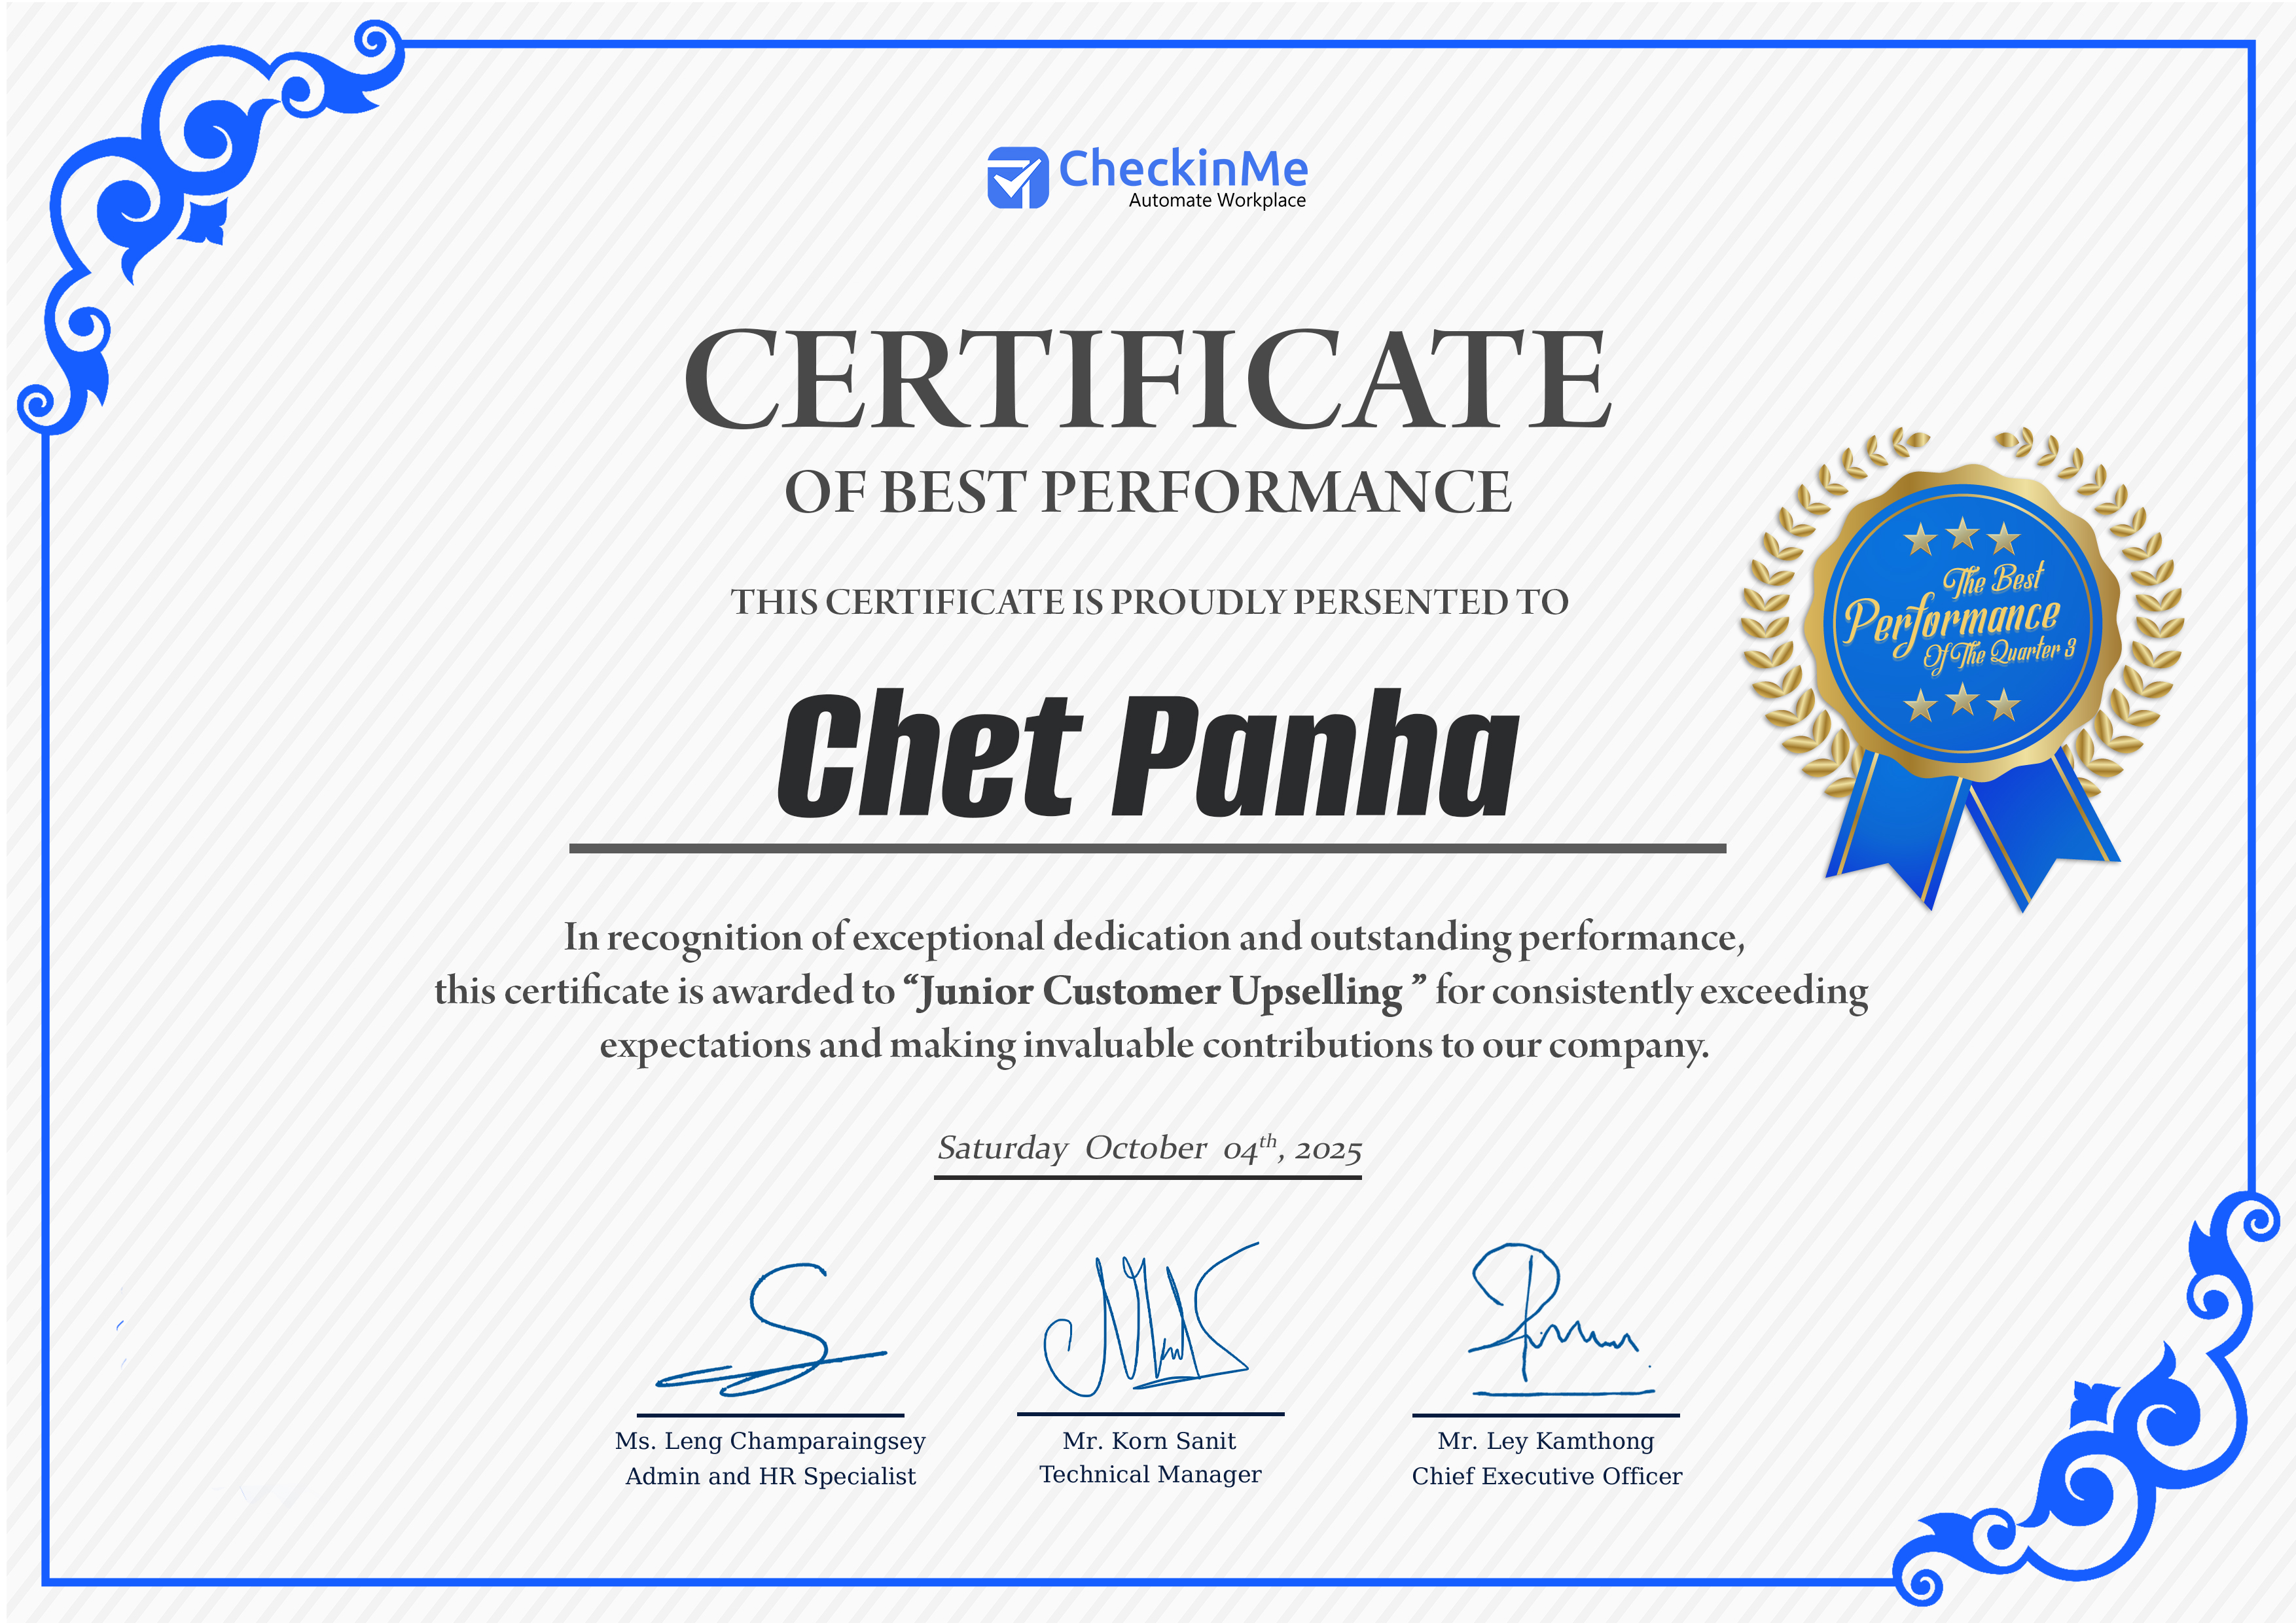 CheckinMe
Automate Workplace
CERTIFICATE
OF BEST PERFORMANCE
THIS CERTIFICATE IS PROUDLY PERSENTED TO
Chet Panha
The Best
Performance
Of The Quarter 3
In recognition of exceptional dedication and outstanding performance,
this certificate is awarded to “Junior Customer Upselling ” for consistently exceeding
expectations and making invaluable contributions to our company.
Saturday October 04th, 2025
Ms. Leng Champaraingsey
Admin and HR Specialist
Mr. Korn Sanit
Technical Manager
Mr. Ley Kamthong
Chief Executive Officer